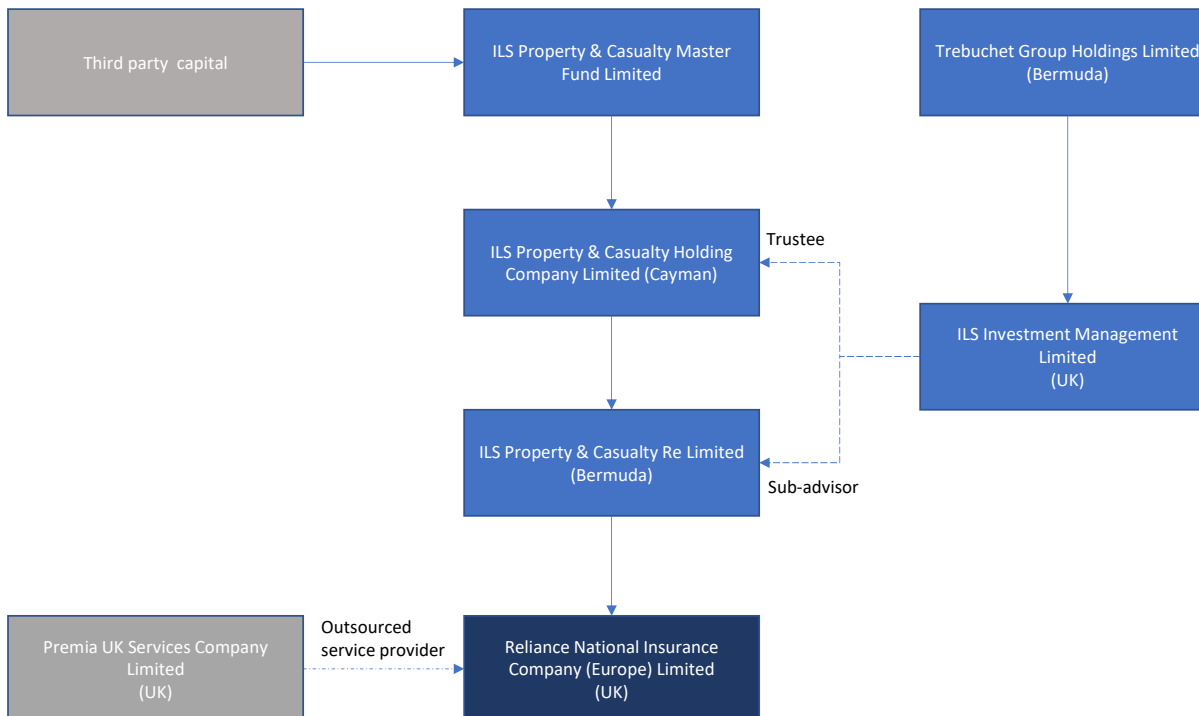 Third party capital
ILS Property & Casualty Master
Fund Limited
Trebuchet Group Holdings Limited
(Bermuda)
ILS Property & Casualty Holding
Company Limited (Cayman)
Trustee
ILS Investment Management
Limited
(UK)
ILS Property & Casualty Re Limited
(Bermuda)
Sub-advisor
Premia UK Services Company
Limited
(UK)
Outsourced
service provider
Reliance National Insurance
Company (Europe) Limited
(UK)